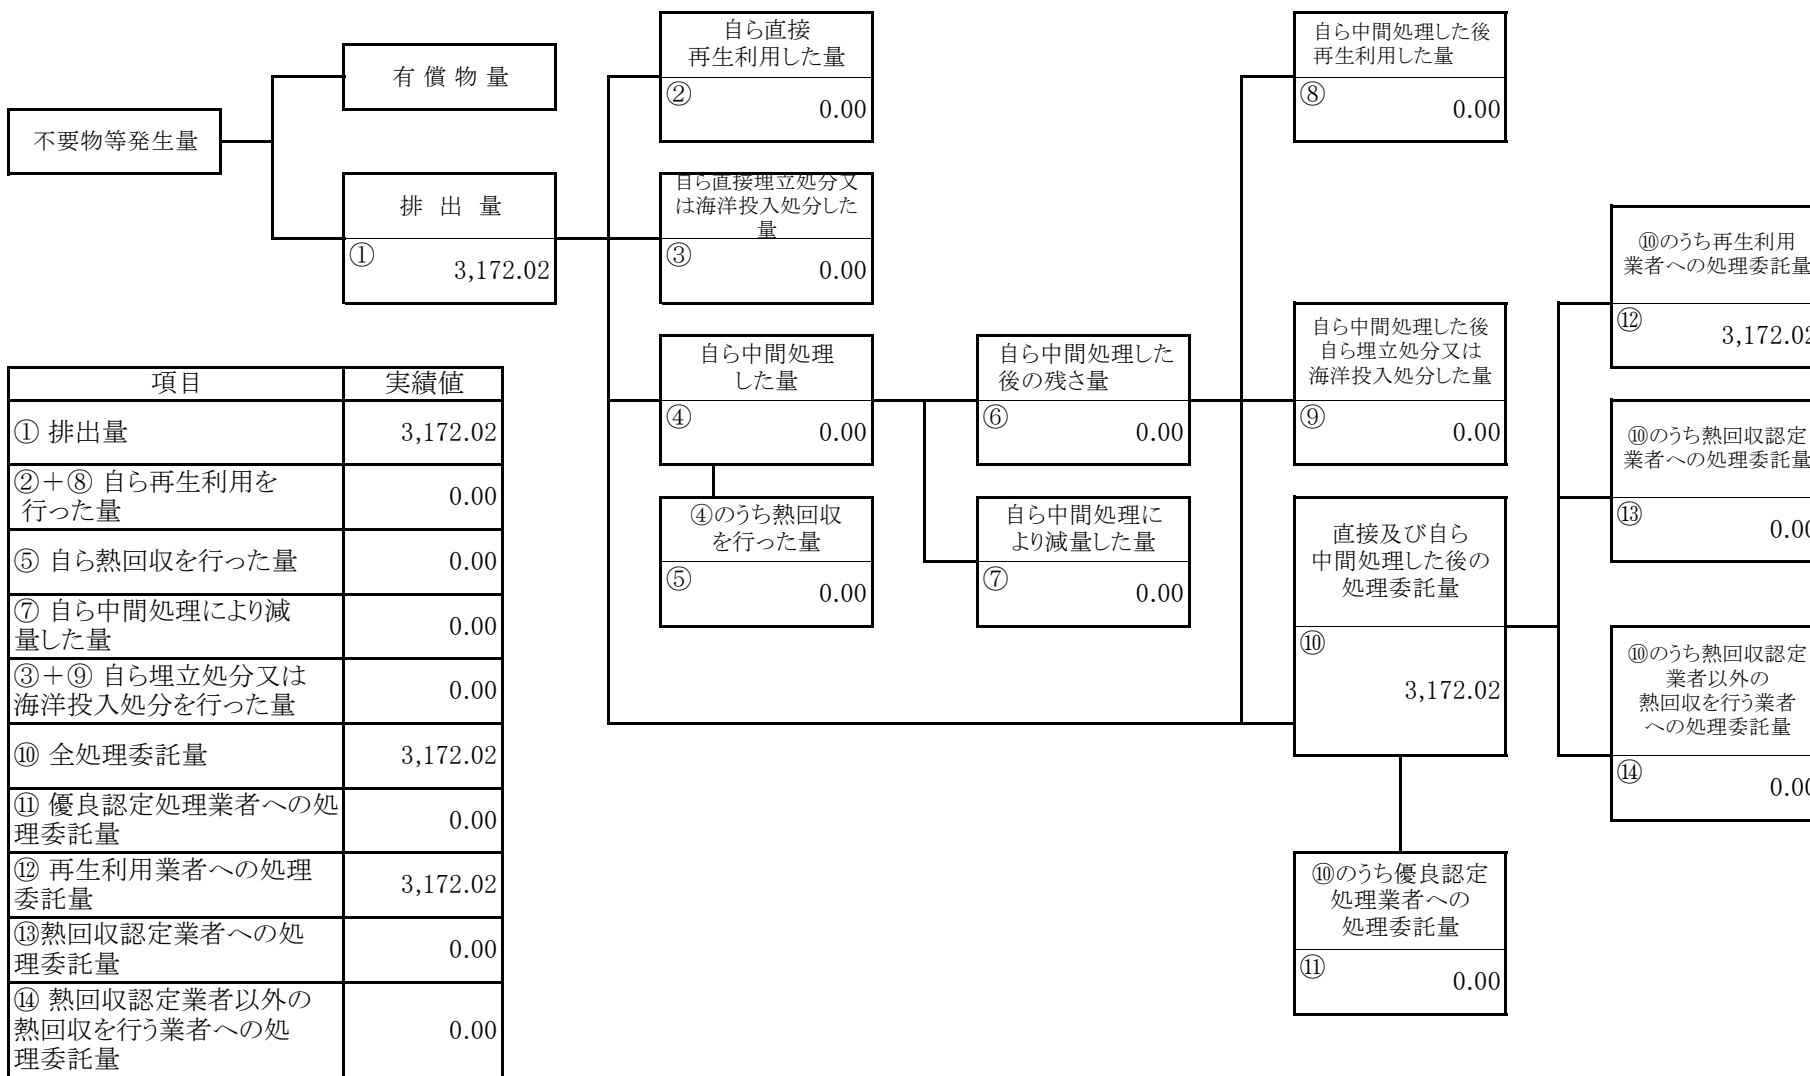 不要物等発生量
有 償 物 量
排 出 量
①
3,172.02
自ら直接
再生利用した量
②
0.00
自ら直接埋立処分又
は海洋投入処分した
量
③
0.00
自ら中間処理
した量
④
0.00
④のうち熱回収
を行った量
⑤
0.00
自ら中間処理した
後の残さ量
⑥
0.00
自ら中間処理に
より減量した量
⑦
0.00
自ら中間処理した後
再生利用した量
⑧
0.00
自ら中間処理した後
自ら埋立処分又は
海洋投入処分した量
⑨
0.00
直接及び自ら
中間処理した後の
処理委託量
⑩
3,172.02
⑩のうち優良認定
処理業者への
処理委託量
⑪
0.00
⑩のうち再生利用
業者への処理委託量
⑫
3,172.02
⑩のうち熱回収認定
業者への処理委託量
⑬
0.00
⑩のうち熱回収認定
業者以外の
熱回収を行う業者
への処理委託量
⑭
0.00
項目 実績値
① 排出量 3,172.02
②＋⑧ 自ら再生利用を
行った量 0.00
⑤ 自ら熱回収を行った量 0.00
⑦ 自ら中間処理により減
量した量 0.00
③＋⑨ 自ら埋立処分又は
海洋投入処分を行った量 0.00
⑩ 全処理委託量 3,172.02
⑪ 優良認定処理業者への処
理委託量 0.00
⑫ 再生利用業者への処理
委託量 3,172.02
⑬熱回収認定業者への処
理委託量 0.00
⑭ 熱回収認定業者以外の
熱回収を行う業者への処
理委託量 0.00